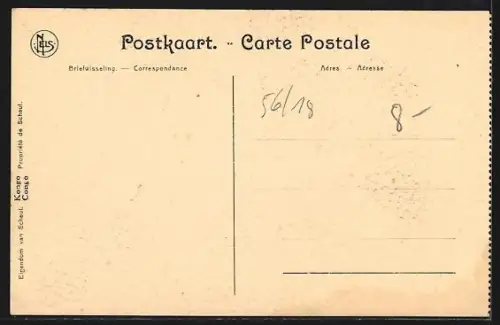 NELS
Postkaart. - Carte Postale
Briefwisseling. — Correspondance
Adres. - Adresse
56/18
8-
Eigendom van Scheut. Kongo Propriété de Scheut.
Congo